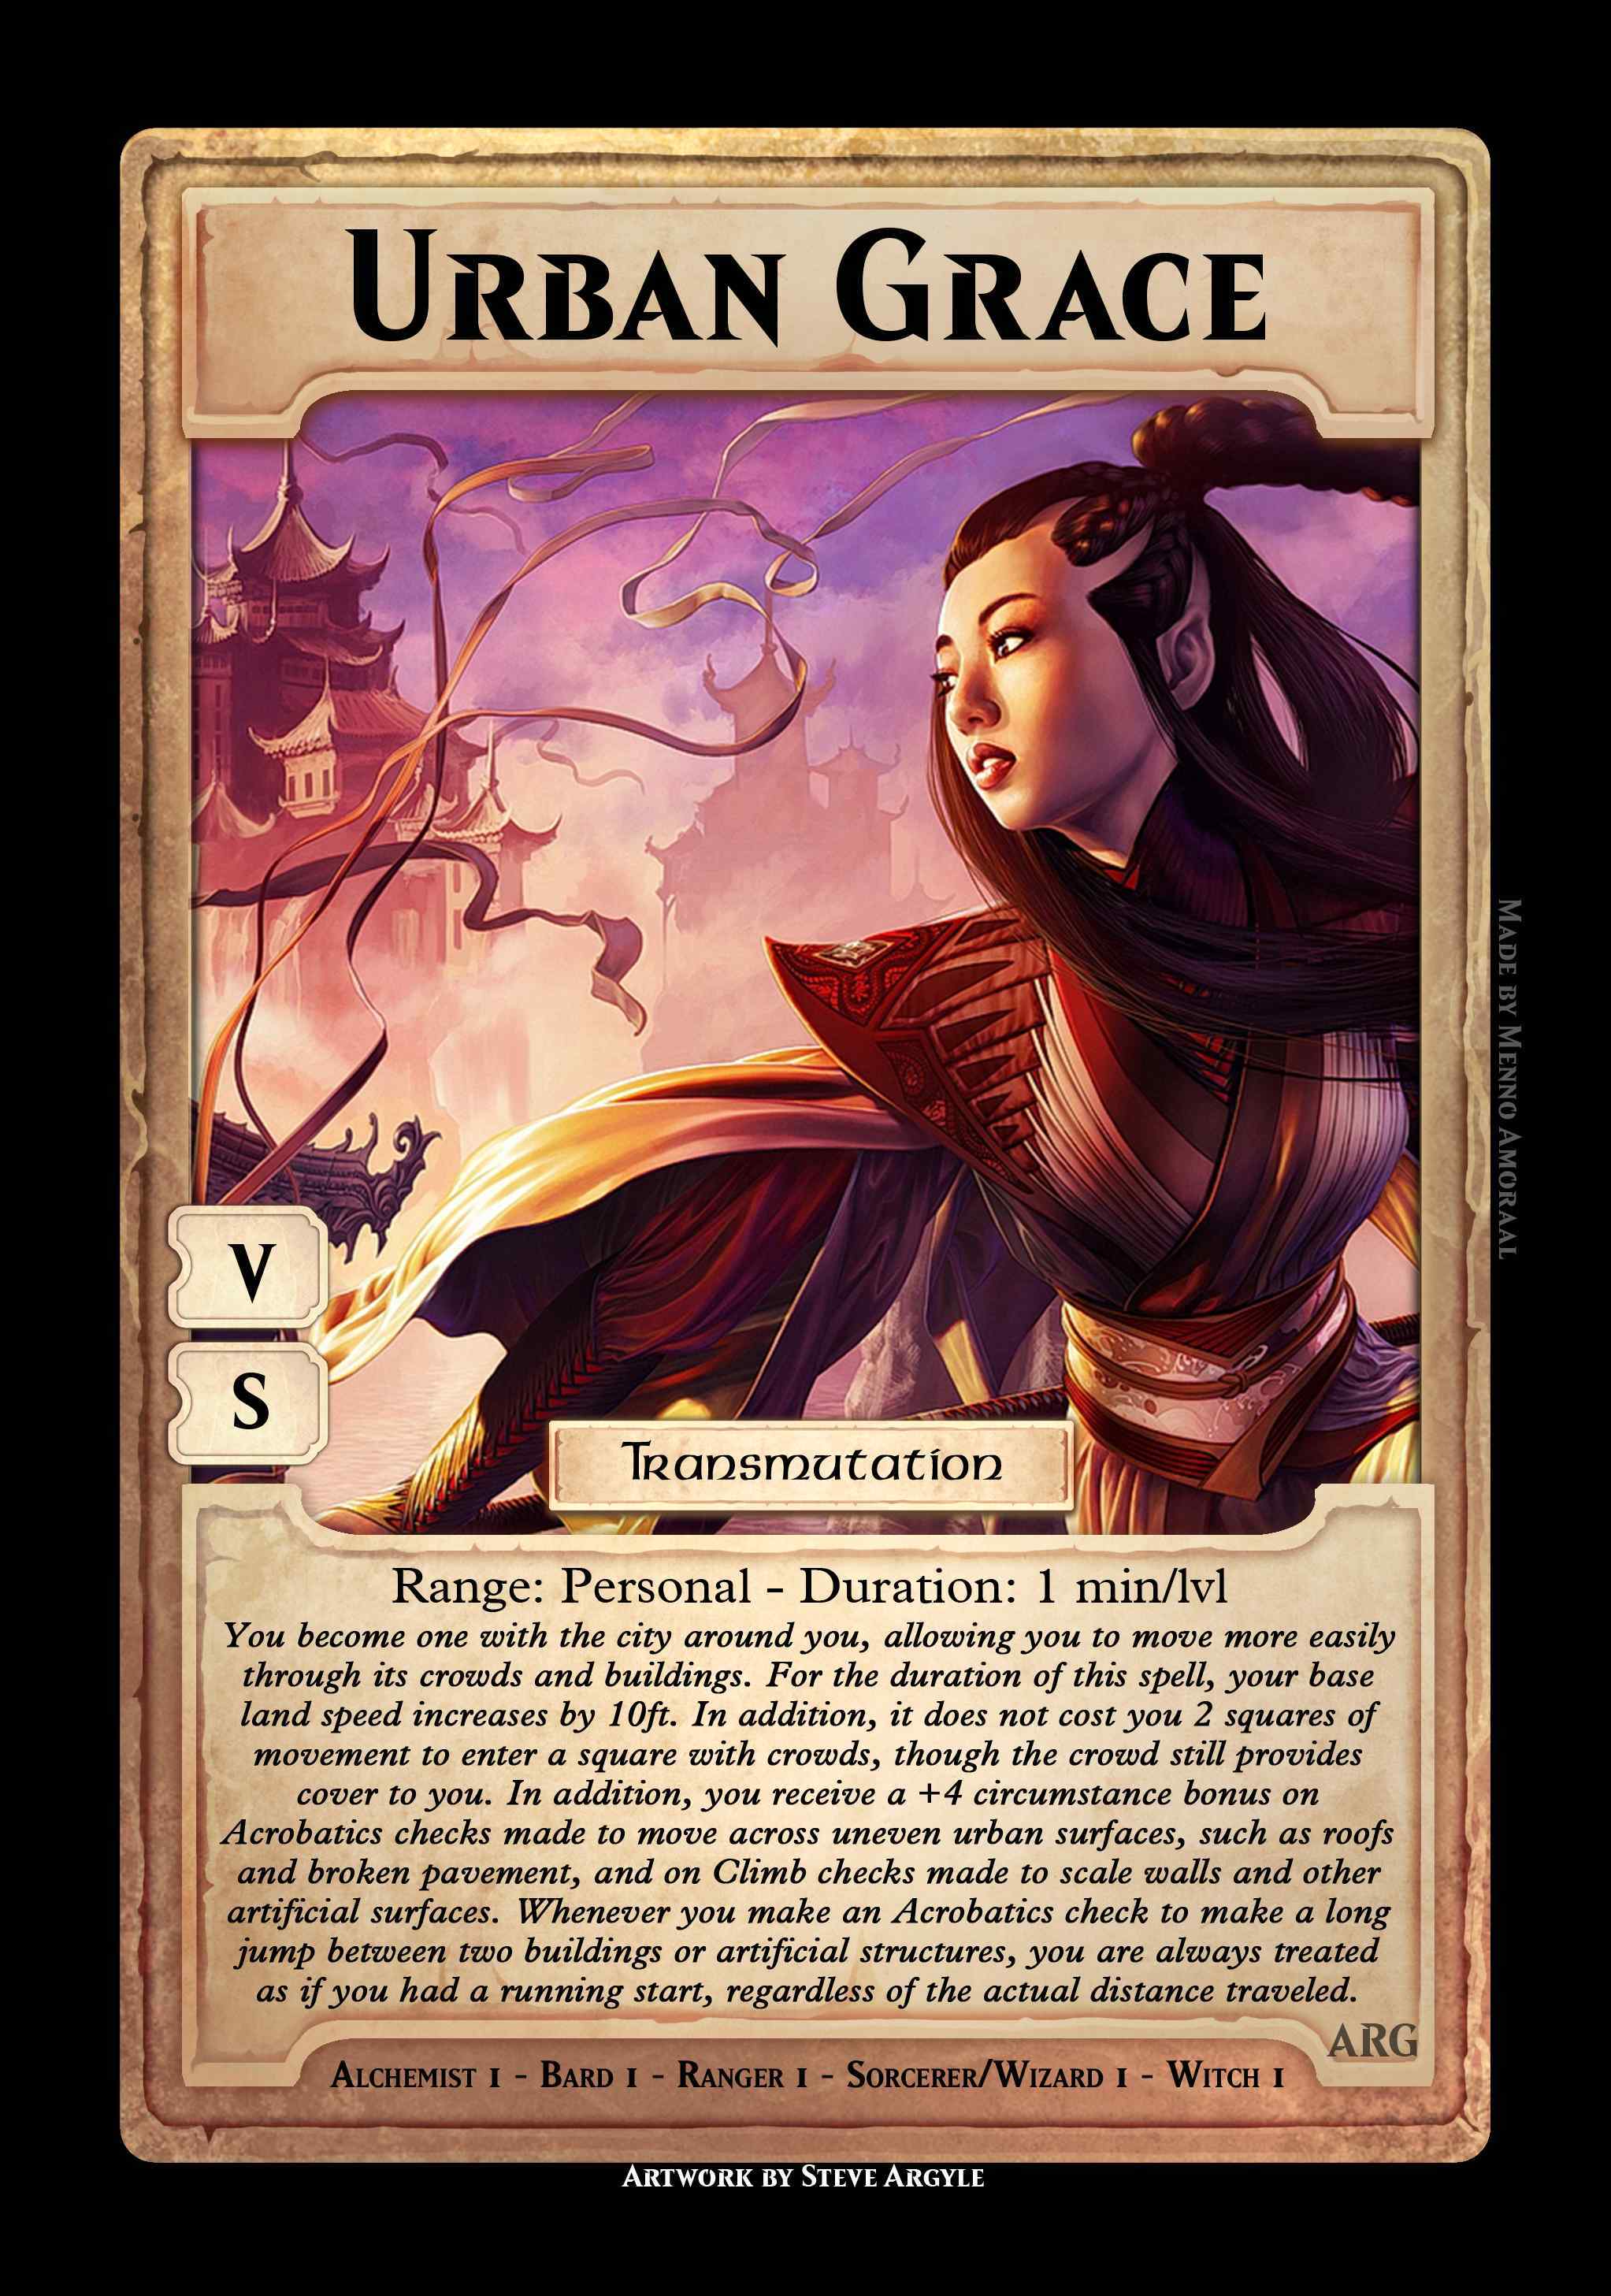 Urban Grace
V
S
Transmutation
Range: Personal - Duration: 1 min/lvl
You become one with the city around you, allowing you to move more easily
through its crowds and buildings. For the duration of this spell, your base
land speed increases by 10ft. In addition, it does not cost you 2 squares of
movement to enter a square with crowds, though the crowd still provides
cover to you. In addition, you receive a +4 circumstance bonus on
Acrobatics checks made to move across uneven urban surfaces, such as roofs
and broken pavement, and on Climb checks made to scale walls and other
artificial surfaces. Whenever you make an Acrobatics check to make a long
jump between two buildings or artificial structures, you are always treated
as if you had a running start, regardless of the actual distance traveled.
ARG
Alchemist 1 - Bard 1 - Ranger 1 - Sorcerer/Wizard 1 - Witch 1
Artwork by Steve Argyle
Made by Menno Amoraal